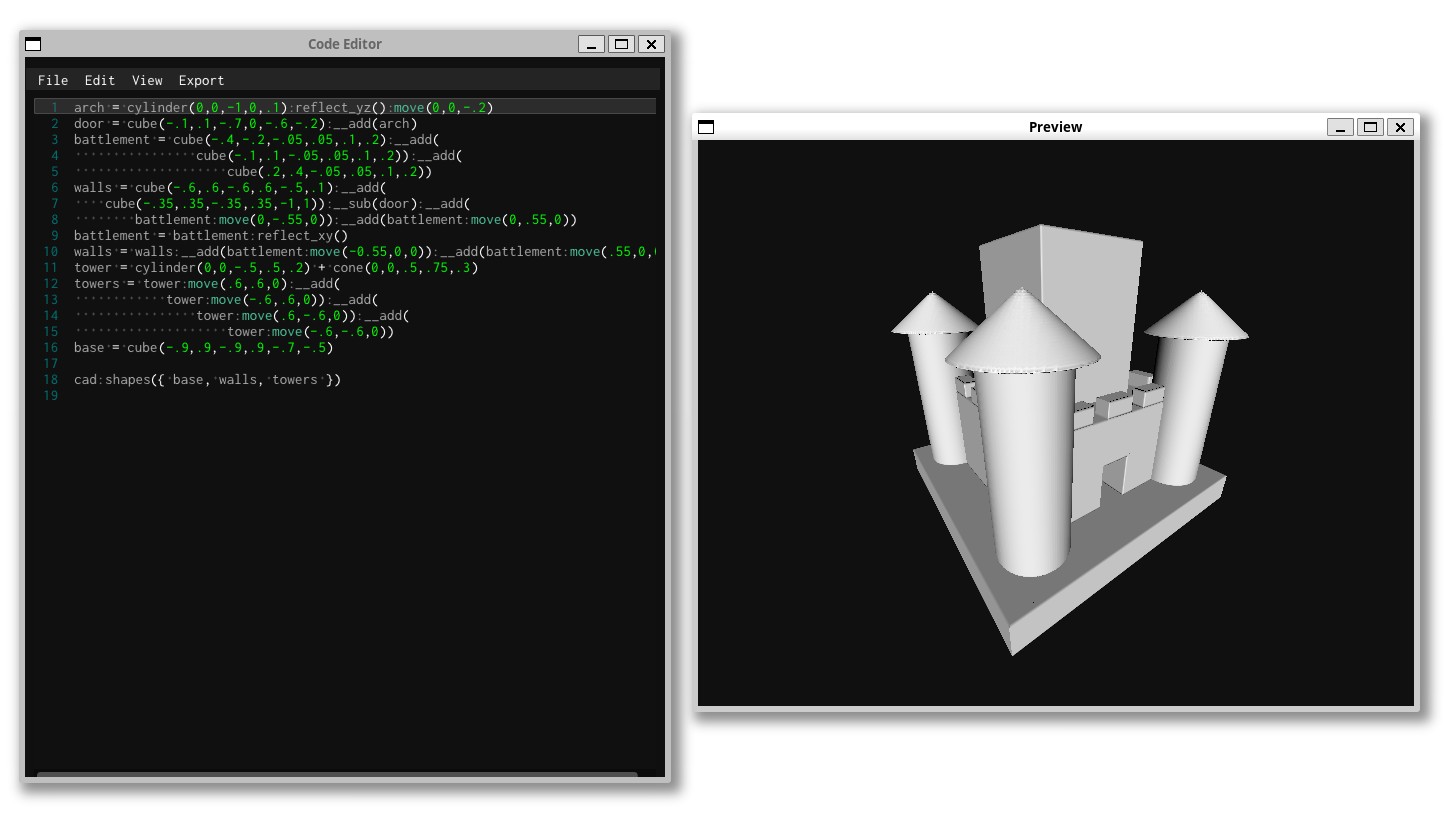 Code Editor
File Edit View Export
1 arch = cylinder(0,0,-1,0,.1):reflect_yz():move(0,0,-.2)
2 door = cube(-.1,.1,-.7,0,-.6,-.2):__add(arch)
3 battlement = cube(-.4,-.2,-.05,.05,.1,.2):__add(
4 cube(-.1,.1,-.05,.05,.1,.2)):__add(
5 cube(.2,.4,-.05,.05,.1,.2))
6 walls = cube(-.6,.6,-.6,.6,-.5,.1):__add(
7 cube(-.35,.35,-.35,.35,-1,1)):__sub(door):__add(
8 battlement:move(0,-.55,0)):__add(battlement:move(0,.55,0))
9 battlement = battlement:reflect_xy()
10 walls = walls:__add(battlement:move(-0.55,0,0)):__add(battlement:move(.55,0,
11 tower = cylinder(0,0,-.5,.5,.2) + cone(0,0,.5,.75,.3)
12 towers = tower:move(.6,.6,0):__add(
13 tower:move(-.6,.6,0)):__add(
14 tower:move(.6,-.6,0)):__add(
15 tower:move(-.6,-.6,0))
16 base = cube(-.9,.9,-.9,.9,-.7,-.5)
17
18 cad:shapes({ base, walls, towers })
19
Preview